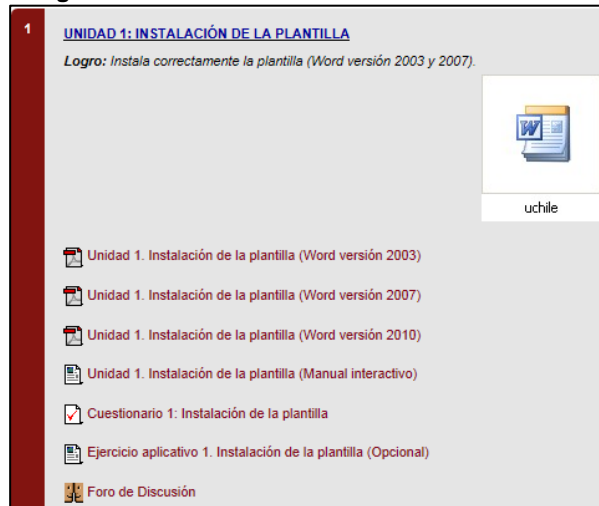 1
UNIDAD 1: INSTALACIÓN DE LA PLANTILLA
Logro: Instala correctamente la plantilla (Word versión 2003 y 2007).
W
uchile
Unidad 1. Instalación de la plantilla (Word versión 2003)
Unidad 1. Instalación de la plantilla (Word versión 2007)
Unidad 1. Instalación de la plantilla (Word versión 2010)
Unidad 1. Instalación de la plantilla (Manual interactivo)
Cuestionario 1: Instalación de la plantilla
Ejercicio aplicativo 1. Instalación de la plantilla (Opcional)
Foro de Discusión